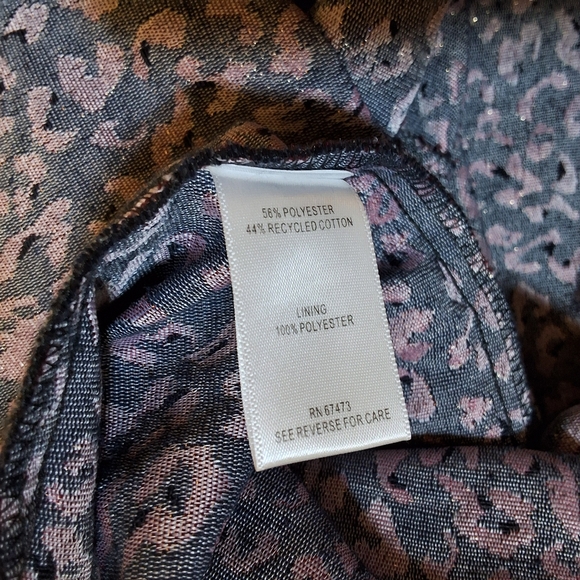 56% POLYESTER
44% RECYCLED COTTON
LINING
100% POLYESTER
RN 67473
SEE REVERSE FOR CARE